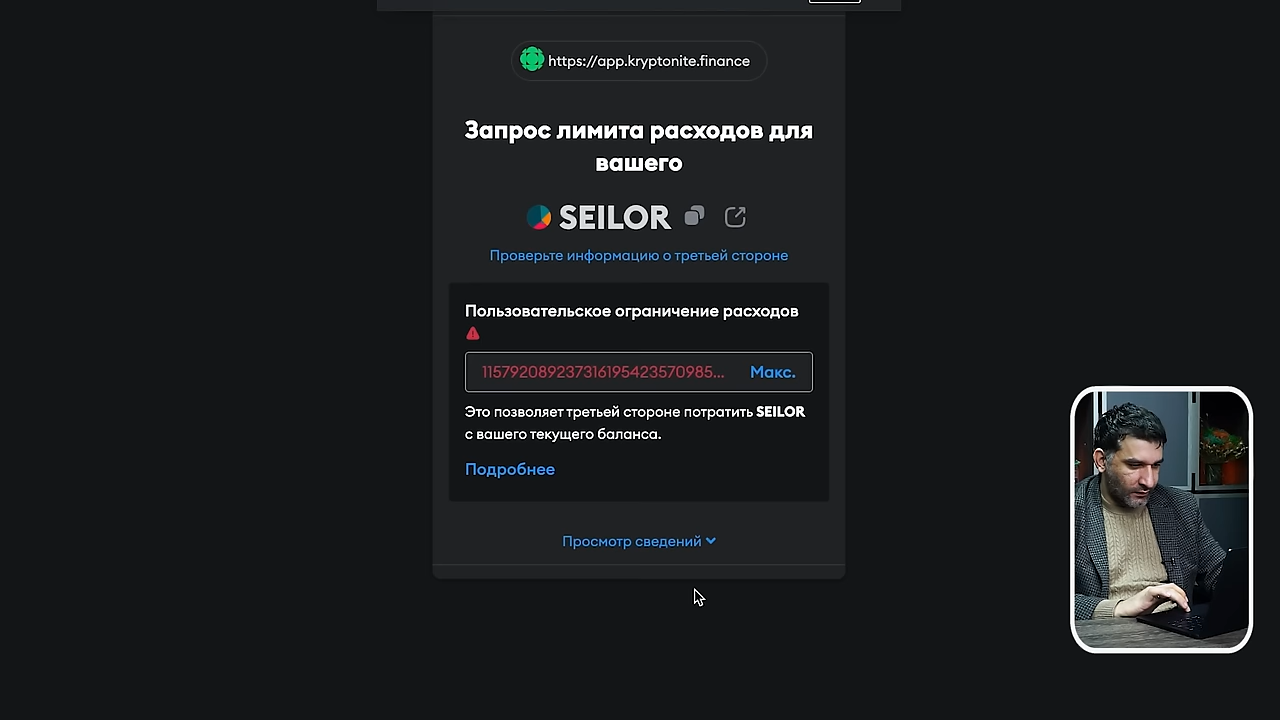 https://app.kryptonite.finance
Запрос лимита расходов для
вашего
SEILOR
Проверьте информацию о третьей стороне
Пользовательское ограничение расходов
115792089237316195423570985... Макс.
Это позволяет третьей стороне потратить SEILOR
с вашего текущего баланса.
Подробнее
Просмотр сведений